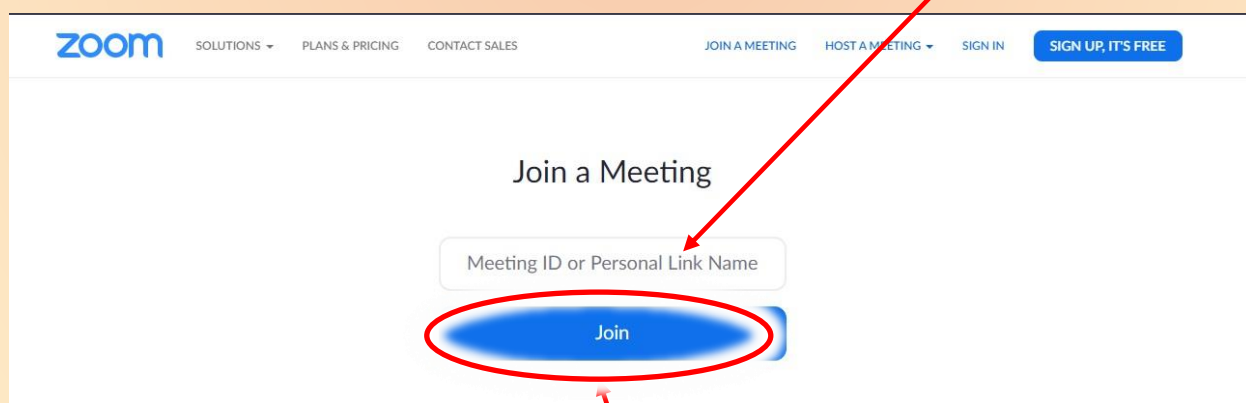 zoom SOLUTIONS PLANS & PRICING CONTACT SALES JOIN A MEETING HOST A MEETING SIGN IN SIGN UP, IT'S FREE
Join a Meeting
Meeting ID or Personal Link Name
Join